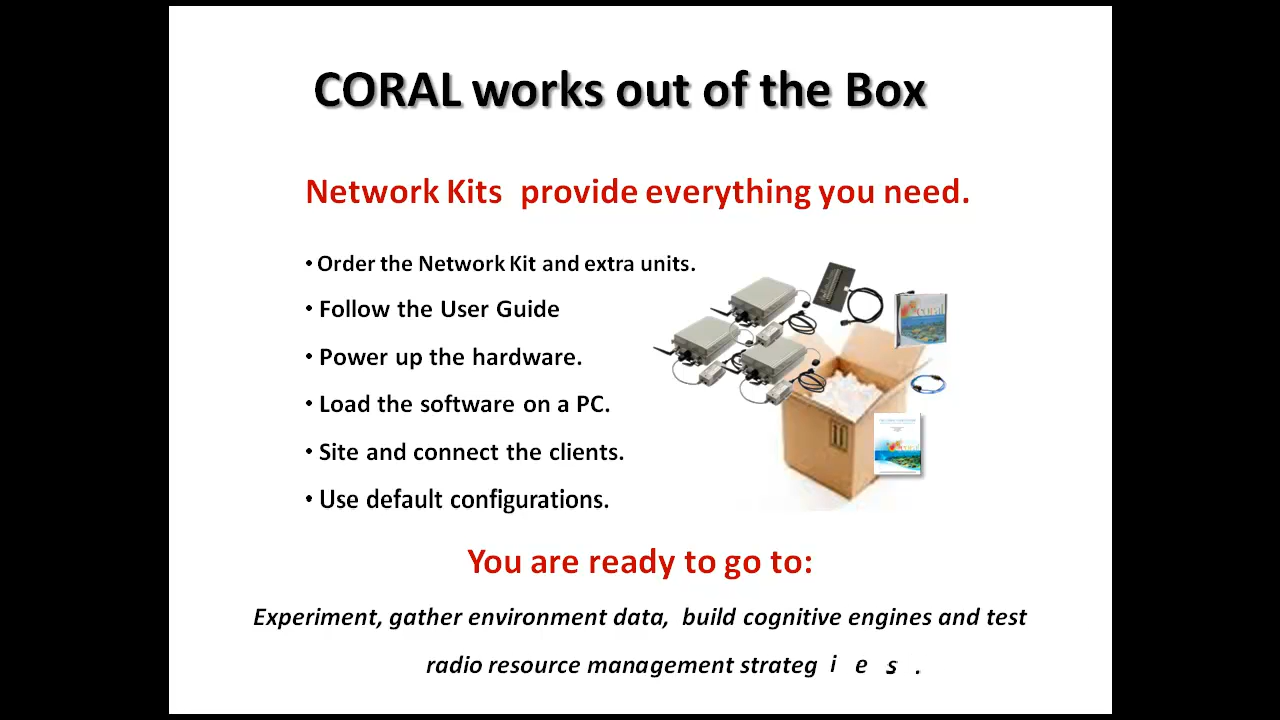 CORAL works out of the Box
Network Kits provide everything you need.
• Order the Network Kit and extra units.
• Follow the User Guide
• Power up the hardware.
• Load the software on a PC.
• Site and connect the clients.
• Use default configurations.
coral
coral
You are ready to go to:
Experiment, gather environment data, build cognitive engines and test
radio resource management strategies.